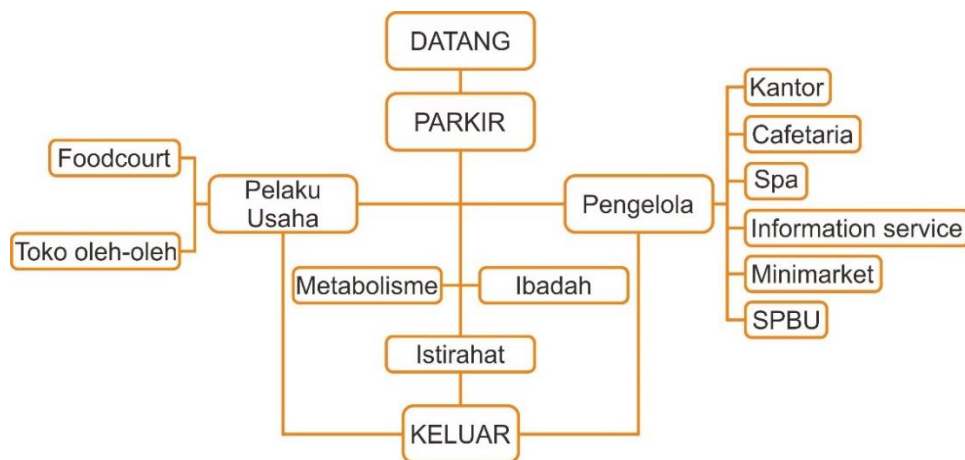 DATANG
PARKIR
Foodcourt
Toko oleh-oleh
Pelaku
Usaha
Pengelola
Kantor
Cafetaria
Spa
Information service
Minimarket
SPBU
Metabolisme
Ibadah
Istirahat
KELUAR